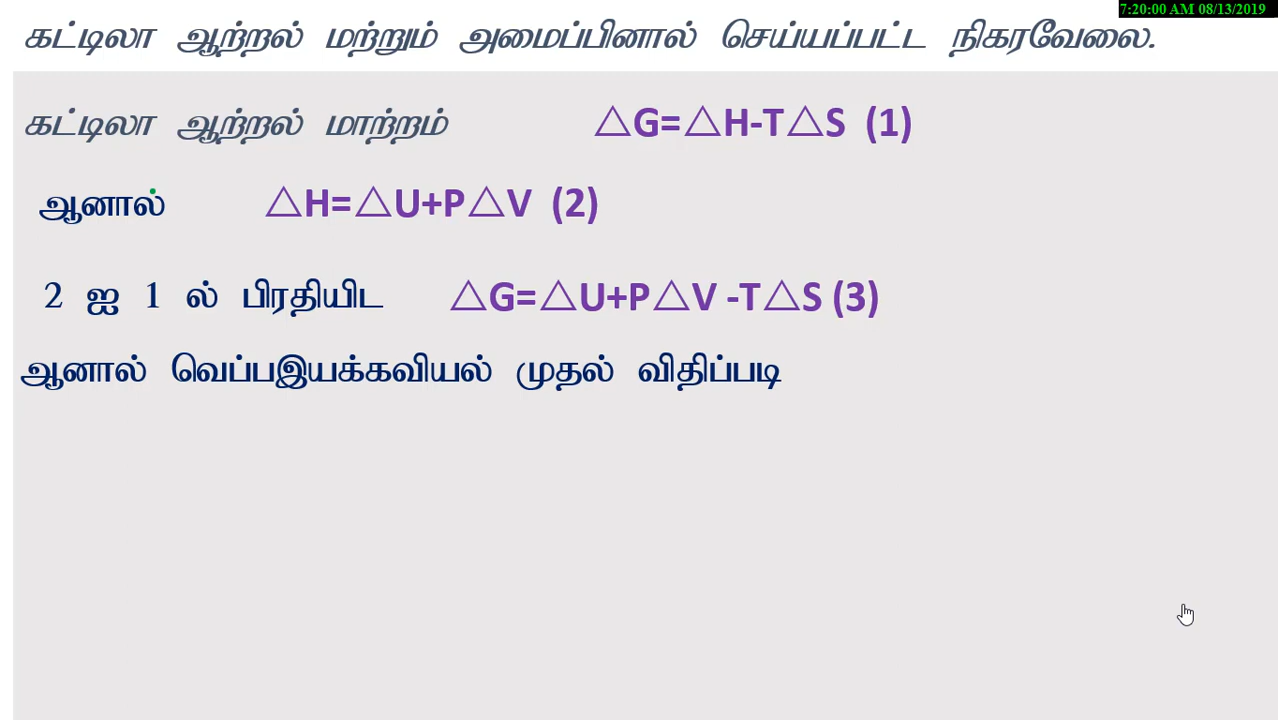 7:20:00 AM 08/13/2019
கட்டிலா ஆற்றல் மற்றும் அமைப்பினால் செய்யப்பட்ட நிகரவேலை.
கட்டிலா ஆற்றல் மாற்றம் △G=△H-T△S (1)
ஆனால் △H=△U+P△V (2)
2 ஐ 1 ல் பிரதியிட △G=△U+P△V -T△S (3)
ஆனால் வெப்பஇயக்கவியல் முதல் விதிப்படி